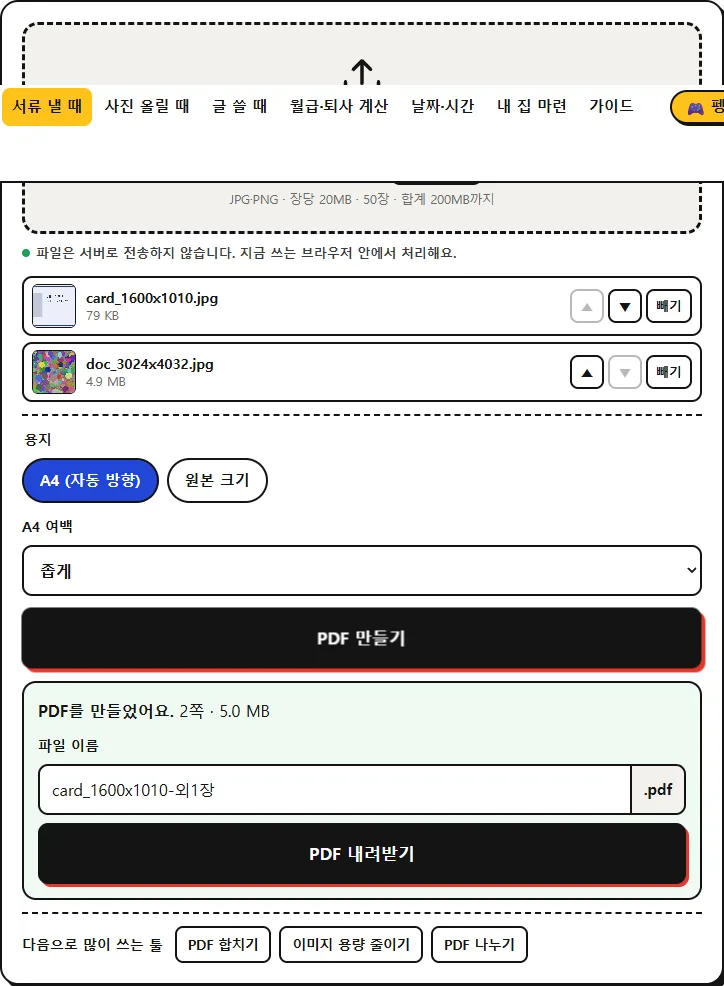 서류 낼 때 사진 올릴 때 글 쓸 때 월급·퇴사 계산 날짜·시간 내 집 마련 가이드
JPG·PNG · 장당 20MB · 50장 · 합계 200MB까지
파일은 서버로 전송하지 않습니다. 지금 쓰는 브라우저 안에서 처리해요.
card_1600x1010.jpg
79 KB
▲ ▼ 빼기
doc_3024x4032.jpg
4.9 MB
▲ ▼ 빼기
용지
A4 (자동 방향) 원본 크기
A4 여백
좁게
PDF 만들기
PDF를 만들었어요. 2쪽 · 5.0 MB
파일 이름
card_1600x1010-외1장 .pdf
PDF 내려받기
다음으로 많이 쓰는 툴 PDF 합치기 이미지 용량 줄이기 PDF 나누기